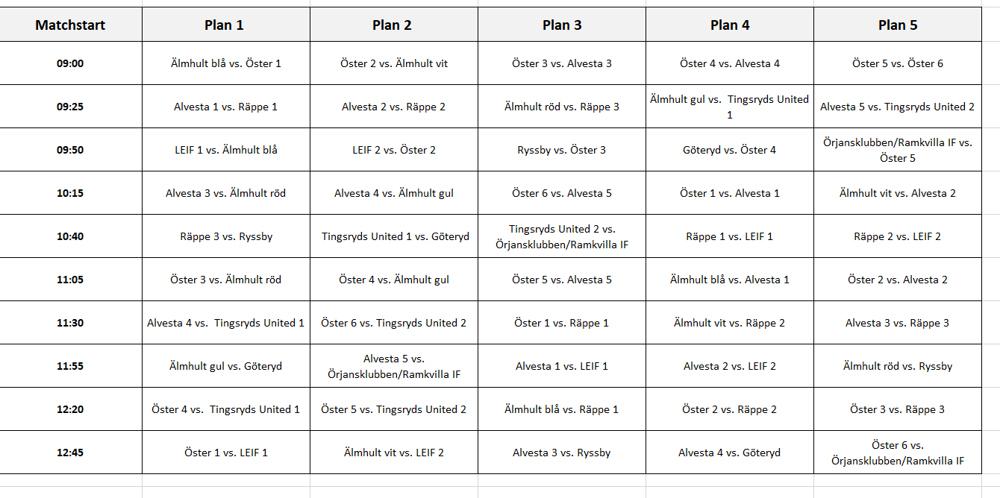 Matchstart Plan 1 Plan 2 Plan 3 Plan 4 Plan 5
09:00 Älmhult blå vs. Öster 1 Öster 2 vs. Älmhult vit Öster 3 vs. Alvesta 3 Öster 4 vs. Alvesta 4 Öster 5 vs. Öster 6
09:25 Alvesta 1 vs. Räppe 1 Alvesta 2 vs. Räppe 2 Älmhult röd vs. Räppe 3 Älmhult gul vs.  Tingsryds United
1 Alvesta 5 vs. Tingsryds United 2
09:50 LEIF 1 vs. Älmhult blå LEIF 2 vs. Öster 2 Ryssby vs. Öster 3 Göteryd vs. Öster 4 Örjansklubben/Ramkvilla IF vs.
Öster 5
10:15 Alvesta 3 vs. Älmhult röd Alvesta 4 vs. Älmhult gul Öster 6 vs. Alvesta 5 Öster 1 vs. Alvesta 1 Älmhult vit vs. Alvesta 2
10:40 Räppe 3 vs. Ryssby Tingsryds United 1 vs. Göteryd Tingsryds United 2 vs.
Örjansklubben/Ramkvilla IF Räppe 1 vs. LEIF 1 Räppe 2 vs. LEIF 2
11:05 Öster 3 vs. Älmhult röd Öster 4 vs. Älmhult gul Öster 5 vs. Alvesta 5 Älmhult blå vs. Alvesta 1 Öster 2 vs. Alvesta 2
11:30 Alvesta 4 vs.  Tingsryds United 1 Öster 6 vs. Tingsryds United 2 Öster 1 vs. Räppe 1 Älmhult vit vs. Räppe 2 Alvesta 3 vs. Räppe 3
11:55 Älmhult gul vs. Göteryd Alvesta 5 vs.
Örjansklubben/Ramkvilla IF Alvesta 1 vs. LEIF 1 Alvesta 2 vs. LEIF 2 Älmhult röd vs. Ryssby
12:20 Öster 4 vs.  Tingsryds United 1 Öster 5 vs. Tingsryds United 2 Älmhult blå vs. Räppe 1 Öster 2 vs. Räppe 2 Öster 3 vs. Räppe 3
12:45 Öster 1 vs. LEIF 1 Älmhult vit vs. LEIF 2 Alvesta 3 vs. Ryssby Alvesta 4 vs. Göteryd Öster 6 vs.
Örjansklubben/Ramkvilla IF